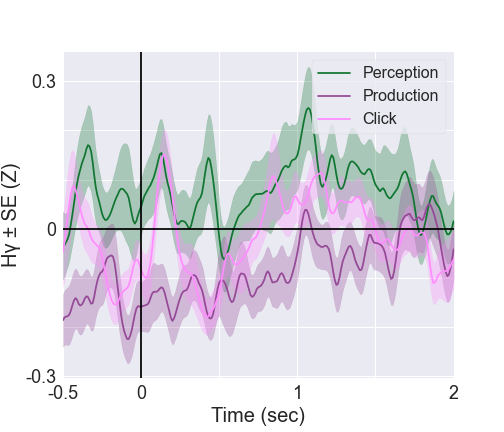 Perception
Production
Click
Hγ ± SE (Z)
0.3
0
-0.3
-0.5
0
1
2
Time (sec)